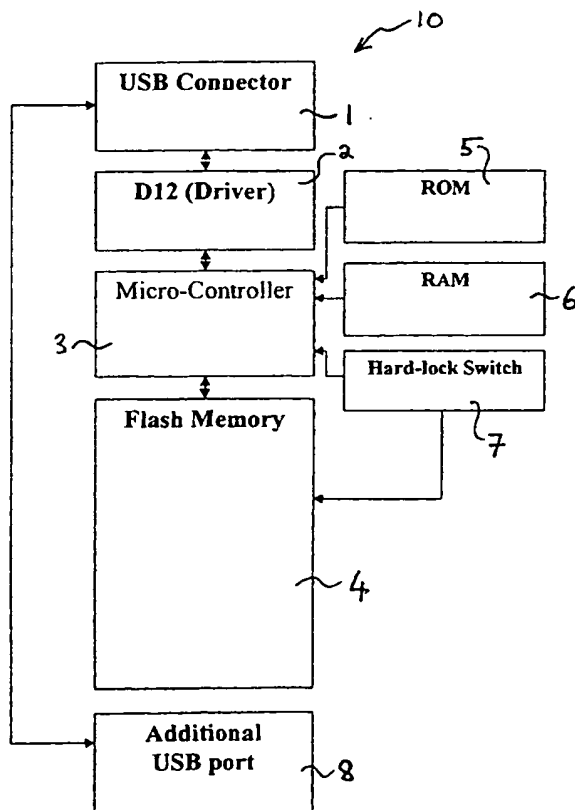 10
USB Connector
1
2
D12 (Driver)
5
ROM
Micro-Controller
3
RAM
6
Hard-lock Switch
7
Flash Memory
4
Additional
USB port
8